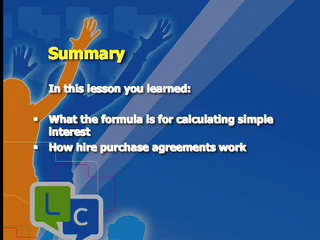 Summary
In this lesson you learned:
▪ What the formula is for calculating simple
interest
▪ How hire purchase agreements work
L
C